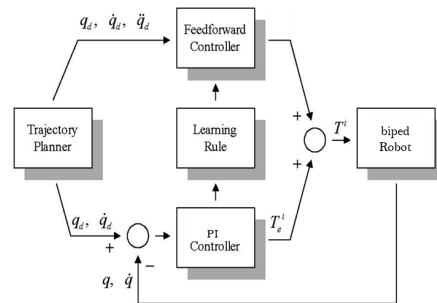 q_d, q̇_d, q̈_d
Feedforward
Controller
+
T^i
Trajectory
Planner
Learning
Rule
biped
Robot
+
q_d, q̇_d
+
PI
Controller
T_e^i
−
q, q̇